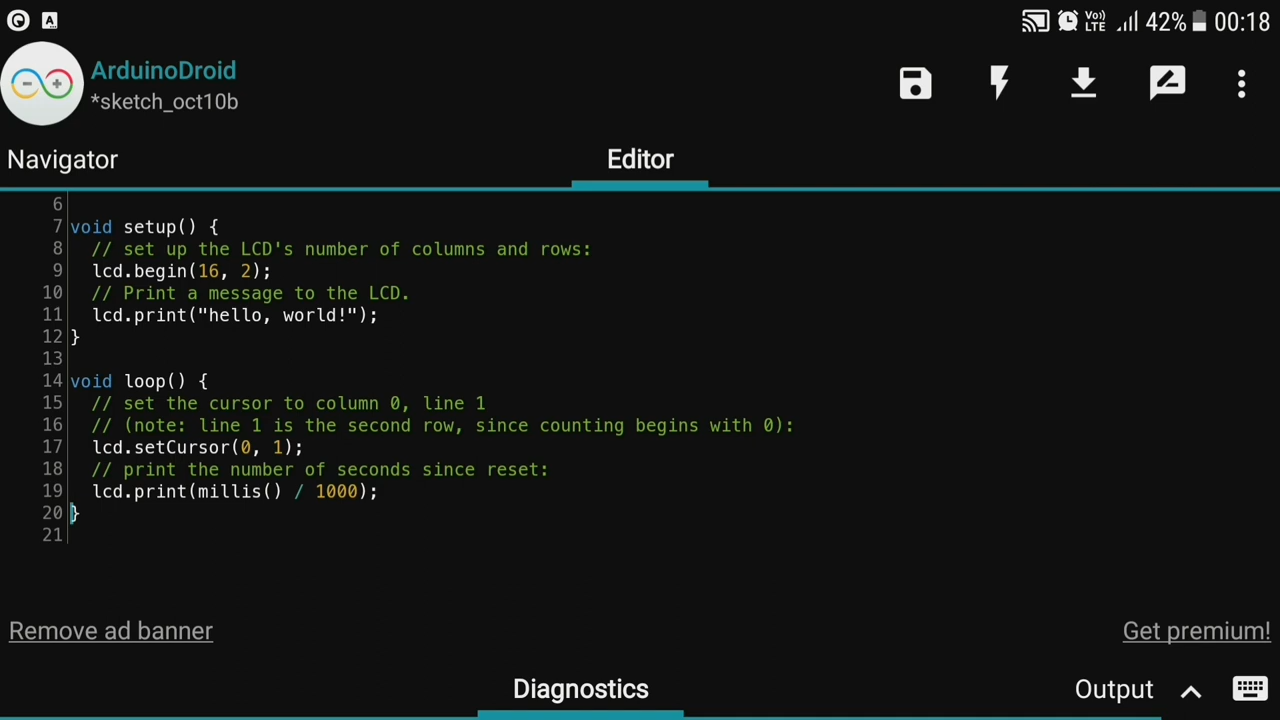 A
Vo)) LTE 42% 00:18
ArduinoDroid
*sketch_oct10b
Navigator Editor
6
7 void setup() {
8 // set up the LCD's number of columns and rows:
9 lcd.begin(16, 2);
10 // Print a message to the LCD.
11 lcd.print("hello, world!");
12 }
13
14 void loop() {
15 // set the cursor to column 0, line 1
16 // (note: line 1 is the second row, since counting begins with 0):
17 lcd.setCursor(0, 1);
18 // print the number of seconds since reset:
19 lcd.print(millis() / 1000);
20 }
21
Remove ad banner Get premium!
Diagnostics Output